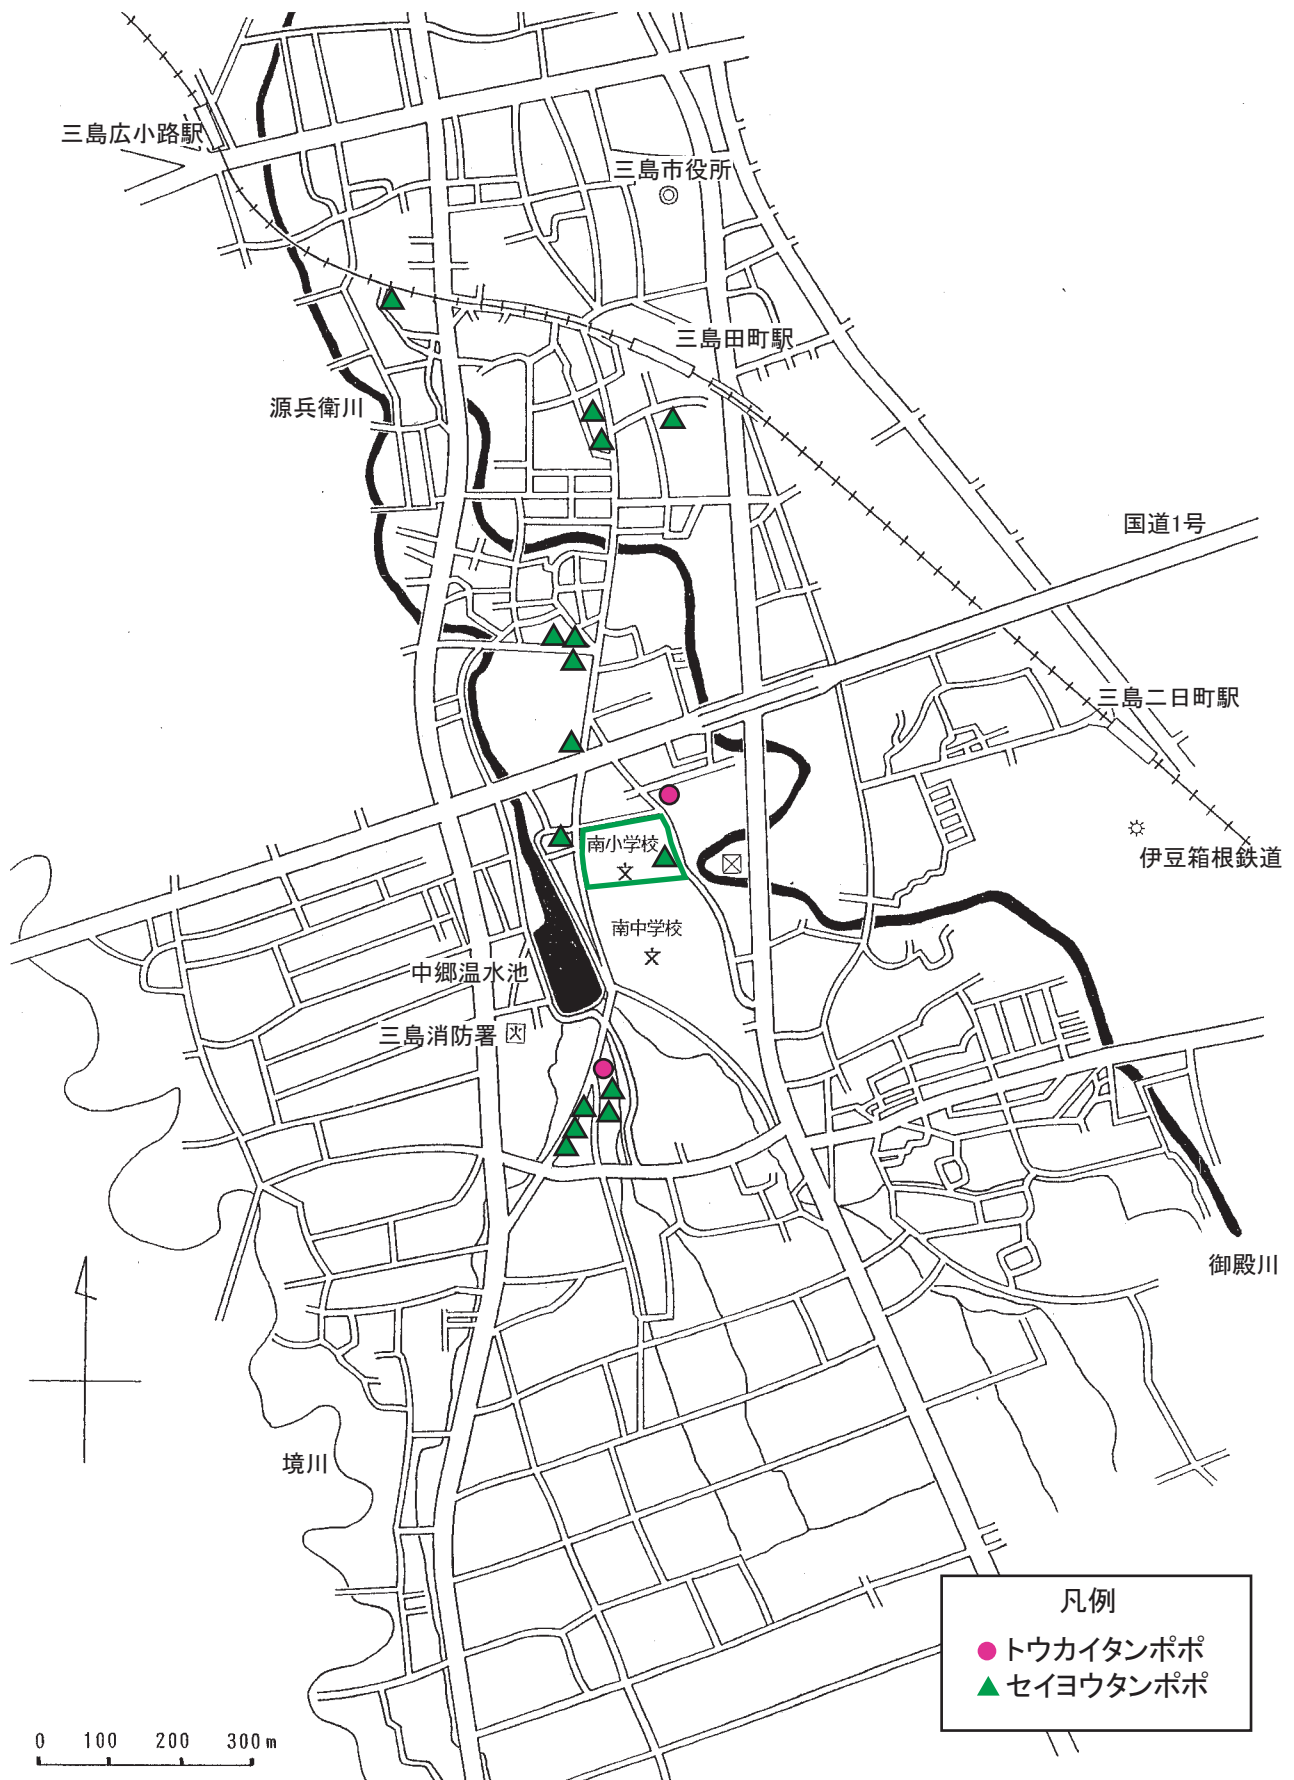 三島広小路駅
三島市役所
三島田町駅
源兵衛川
国道1号
三島二日町駅
南小学校
伊豆箱根鉄道
南中学校
中郷温水池
三島消防署
御殿川
境川
凡例
トウカイタンポポ
セイヨウタンポポ
0 100 200 300m